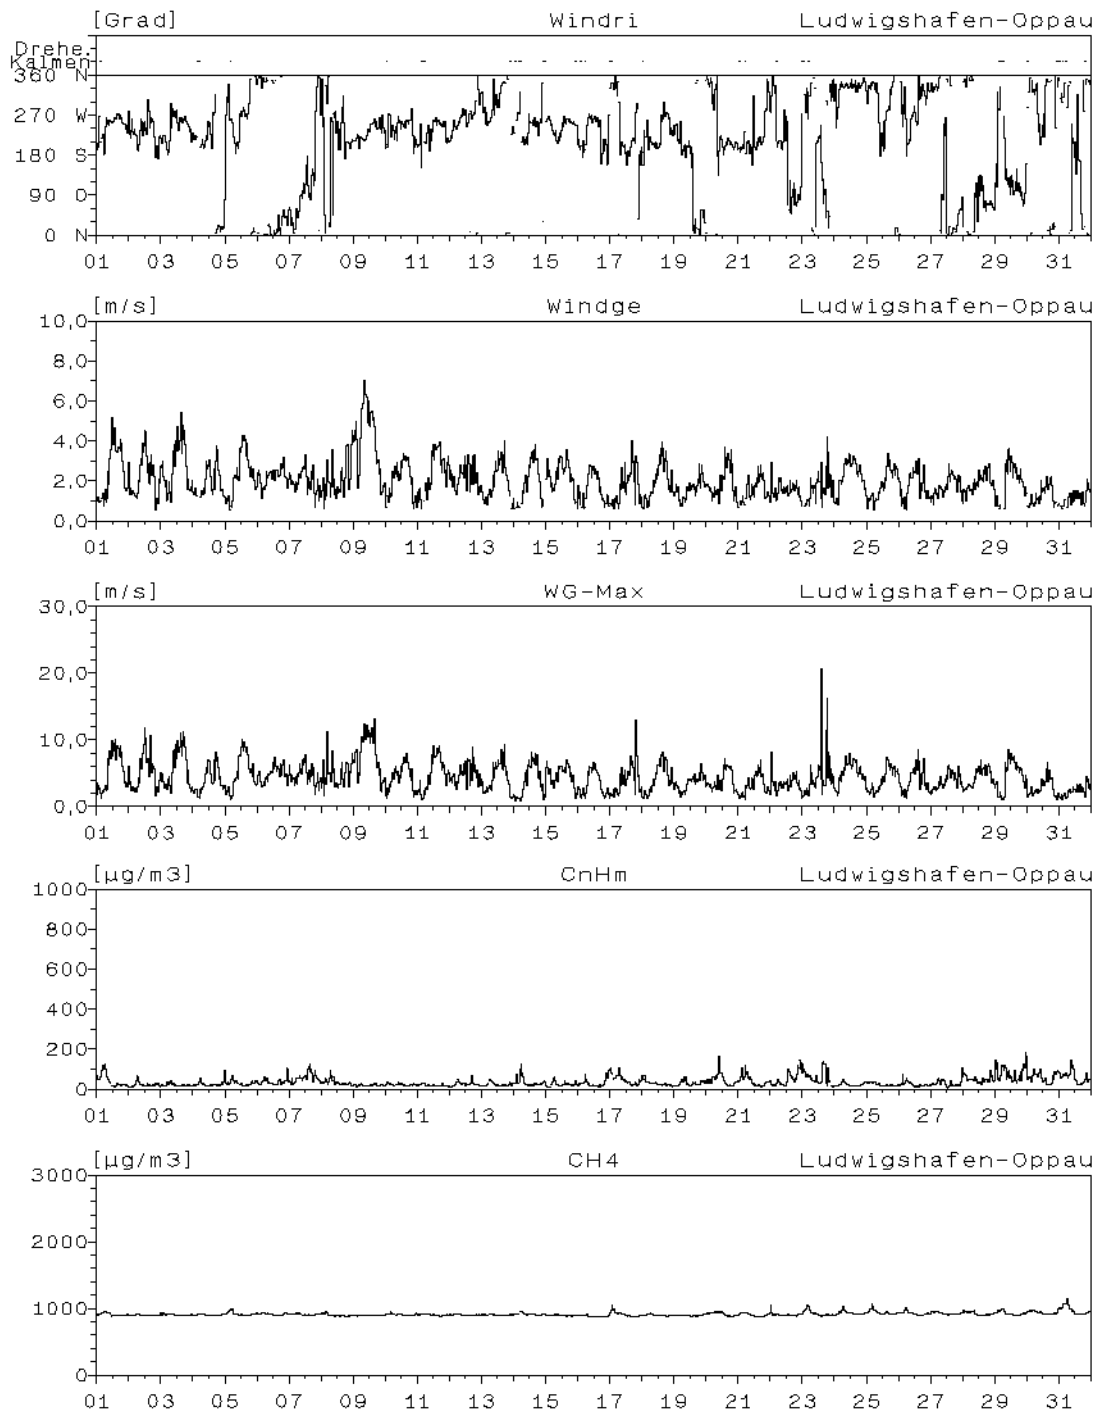 [Grad] Windri Ludwigshafen-Oppau
Drehe.
Kalmen
360 N
270 W
180 S
90 O
0 N
01 03 05 07 09 11 13 15 17 19 21 23 25 27 29 31
[m/s] Windge Ludwigshafen-Oppau
10,0
8,0
6,0
4,0
2,0
0,0
01 03 05 07 09 11 13 15 17 19 21 23 25 27 29 31
[m/s] WG-Max Ludwigshafen-Oppau
30,0
20,0
10,0
0,0
01 03 05 07 09 11 13 15 17 19 21 23 25 27 29 31
[µg/m3] CnHm Ludwigshafen-Oppau
1000
800
600
400
200
0
01 03 05 07 09 11 13 15 17 19 21 23 25 27 29 31
[µg/m3] CH4 Ludwigshafen-Oppau
3000
2000
1000
0
01 03 05 07 09 11 13 15 17 19 21 23 25 27 29 31